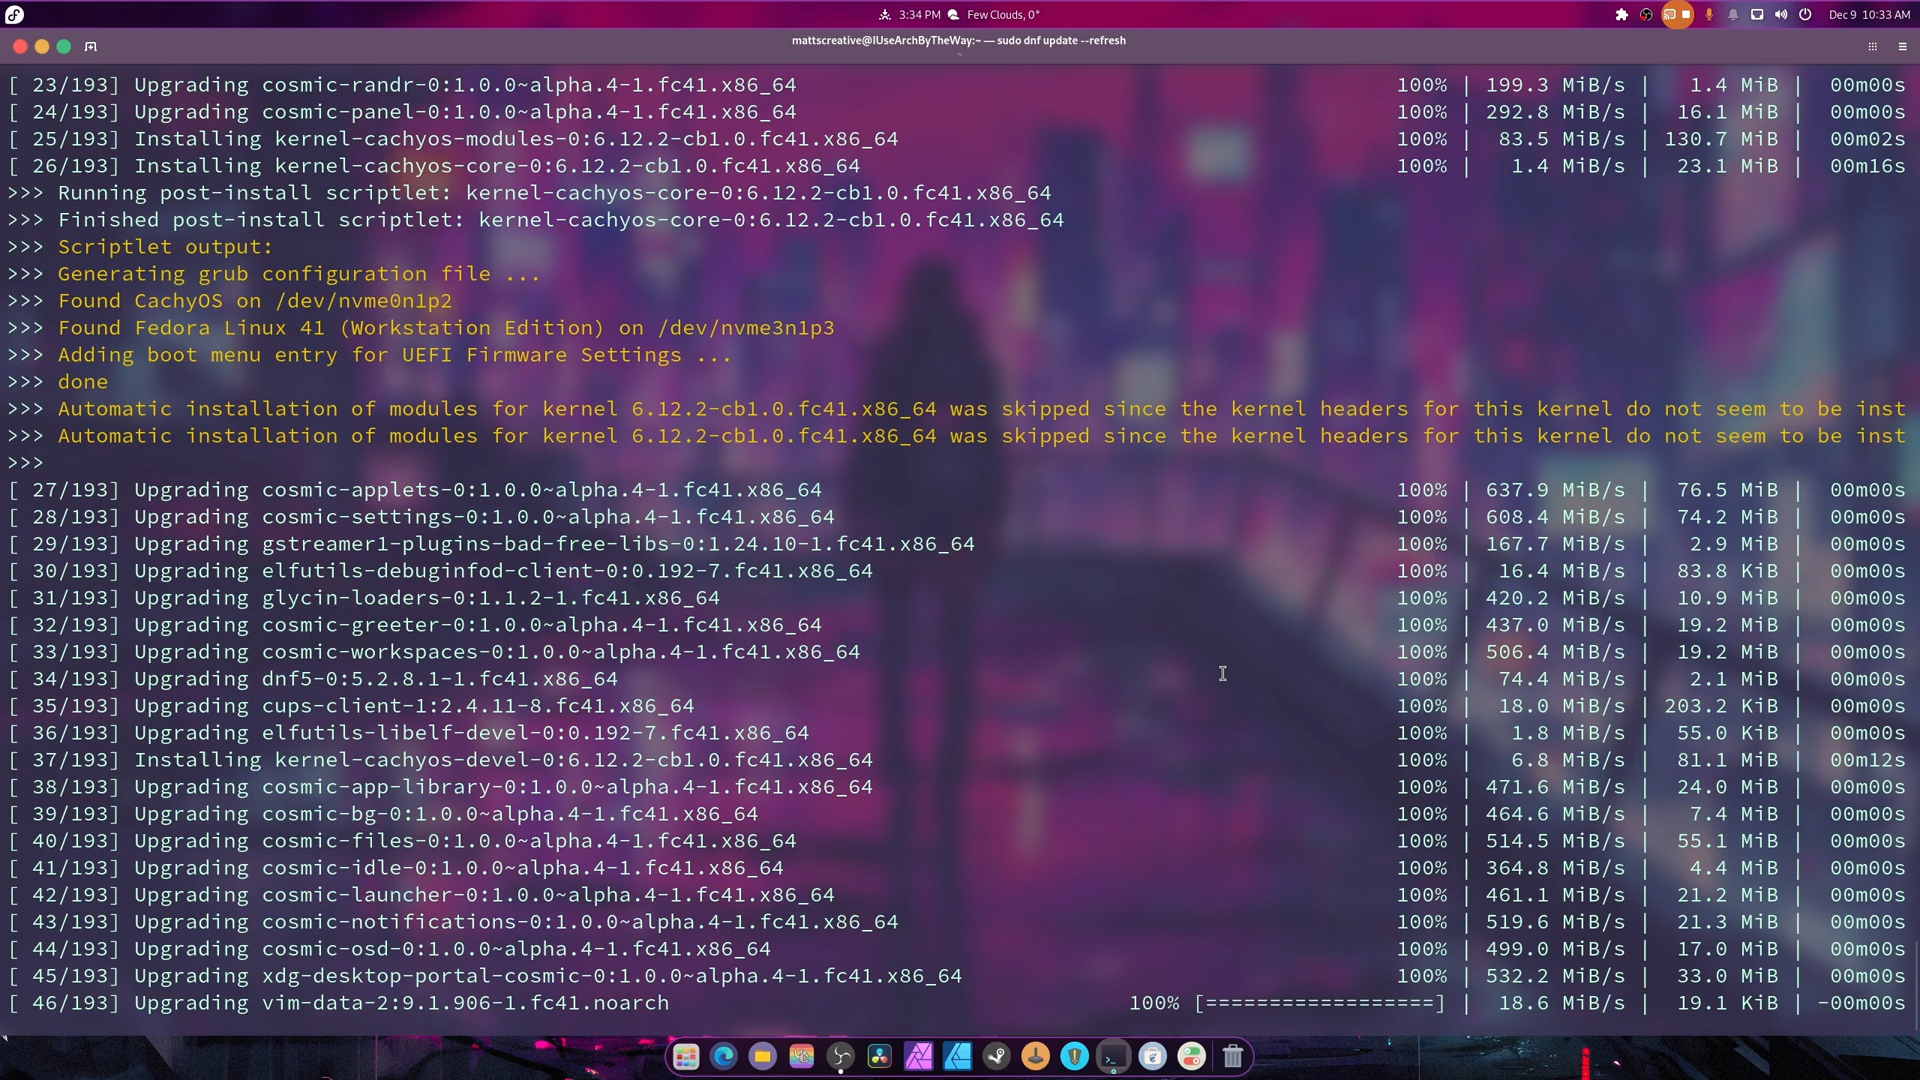 3:34 PM Few Clouds, 0°
Dec 9 10:33 AM
mattscreative@IUseArchByTheWay:~ — sudo dnf update --refresh
~
[ 23/193] Upgrading cosmic-randr-0:1.0.0~alpha.4-1.fc41.x86_64 100% | 199.3 MiB/s | 1.4 MiB | 00m00s
[ 24/193] Upgrading cosmic-panel-0:1.0.0~alpha.4-1.fc41.x86_64 100% | 292.8 MiB/s | 16.1 MiB | 00m00s
[ 25/193] Installing kernel-cachyos-modules-0:6.12.2-cb1.0.fc41.x86_64 100% | 83.5 MiB/s | 130.7 MiB | 00m02s
[ 26/193] Installing kernel-cachyos-core-0:6.12.2-cb1.0.fc41.x86_64 100% | 1.4 MiB/s | 23.1 MiB | 00m16s
>>> Running post-install scriptlet: kernel-cachyos-core-0:6.12.2-cb1.0.fc41.x86_64
>>> Finished post-install scriptlet: kernel-cachyos-core-0:6.12.2-cb1.0.fc41.x86_64
>>> Scriptlet output:
>>> Generating grub configuration file ...
>>> Found CachyOS on /dev/nvme0n1p2
>>> Found Fedora Linux 41 (Workstation Edition) on /dev/nvme3n1p3
>>> Adding boot menu entry for UEFI Firmware Settings ...
>>> done
>>> Automatic installation of modules for kernel 6.12.2-cb1.0.fc41.x86_64 was skipped since the kernel headers for this kernel do not seem to be inst
>>> Automatic installation of modules for kernel 6.12.2-cb1.0.fc41.x86_64 was skipped since the kernel headers for this kernel do not seem to be inst
>>>
[ 27/193] Upgrading cosmic-applets-0:1.0.0~alpha.4-1.fc41.x86_64 100% | 637.9 MiB/s | 76.5 MiB | 00m00s
[ 28/193] Upgrading cosmic-settings-0:1.0.0~alpha.4-1.fc41.x86_64 100% | 608.4 MiB/s | 74.2 MiB | 00m00s
[ 29/193] Upgrading gstreamer1-plugins-bad-free-libs-0:1.24.10-1.fc41.x86_64 100% | 167.7 MiB/s | 2.9 MiB | 00m00s
[ 30/193] Upgrading elfutils-debuginfod-client-0:0.192-7.fc41.x86_64 100% | 16.4 MiB/s | 83.8 KiB | 00m00s
[ 31/193] Upgrading glycin-loaders-0:1.1.2-1.fc41.x86_64 100% | 420.2 MiB/s | 10.9 MiB | 00m00s
[ 32/193] Upgrading cosmic-greeter-0:1.0.0~alpha.4-1.fc41.x86_64 100% | 437.0 MiB/s | 19.2 MiB | 00m00s
[ 33/193] Upgrading cosmic-workspaces-0:1.0.0~alpha.4-1.fc41.x86_64 100% | 506.4 MiB/s | 19.2 MiB | 00m00s
[ 34/193] Upgrading dnf5-0:5.2.8.1-1.fc41.x86_64 100% | 74.4 MiB/s | 2.1 MiB | 00m00s
[ 35/193] Upgrading cups-client-1:2.4.11-8.fc41.x86_64 100% | 18.0 MiB/s | 203.2 KiB | 00m00s
[ 36/193] Upgrading elfutils-libelf-devel-0:0.192-7.fc41.x86_64 100% | 1.8 MiB/s | 55.0 KiB | 00m00s
[ 37/193] Installing kernel-cachyos-devel-0:6.12.2-cb1.0.fc41.x86_64 100% | 6.8 MiB/s | 81.1 MiB | 00m12s
[ 38/193] Upgrading cosmic-app-library-0:1.0.0~alpha.4-1.fc41.x86_64 100% | 471.6 MiB/s | 24.0 MiB | 00m00s
[ 39/193] Upgrading cosmic-bg-0:1.0.0~alpha.4-1.fc41.x86_64 100% | 464.6 MiB/s | 7.4 MiB | 00m00s
[ 40/193] Upgrading cosmic-files-0:1.0.0~alpha.4-1.fc41.x86_64 100% | 514.5 MiB/s | 55.1 MiB | 00m00s
[ 41/193] Upgrading cosmic-idle-0:1.0.0~alpha.4-1.fc41.x86_64 100% | 364.8 MiB/s | 4.4 MiB | 00m00s
[ 42/193] Upgrading cosmic-launcher-0:1.0.0~alpha.4-1.fc41.x86_64 100% | 461.1 MiB/s | 21.2 MiB | 00m00s
[ 43/193] Upgrading cosmic-notifications-0:1.0.0~alpha.4-1.fc41.x86_64 100% | 519.6 MiB/s | 21.3 MiB | 00m00s
[ 44/193] Upgrading cosmic-osd-0:1.0.0~alpha.4-1.fc41.x86_64 100% | 499.0 MiB/s | 17.0 MiB | 00m00s
[ 45/193] Upgrading xdg-desktop-portal-cosmic-0:1.0.0~alpha.4-1.fc41.x86_64 100% | 532.2 MiB/s | 33.0 MiB | 00m00s
[ 46/193] Upgrading vim-data-2:9.1.906-1.fc41.noarch 100% [==================] | 18.6 MiB/s | 19.1 KiB | -00m00s